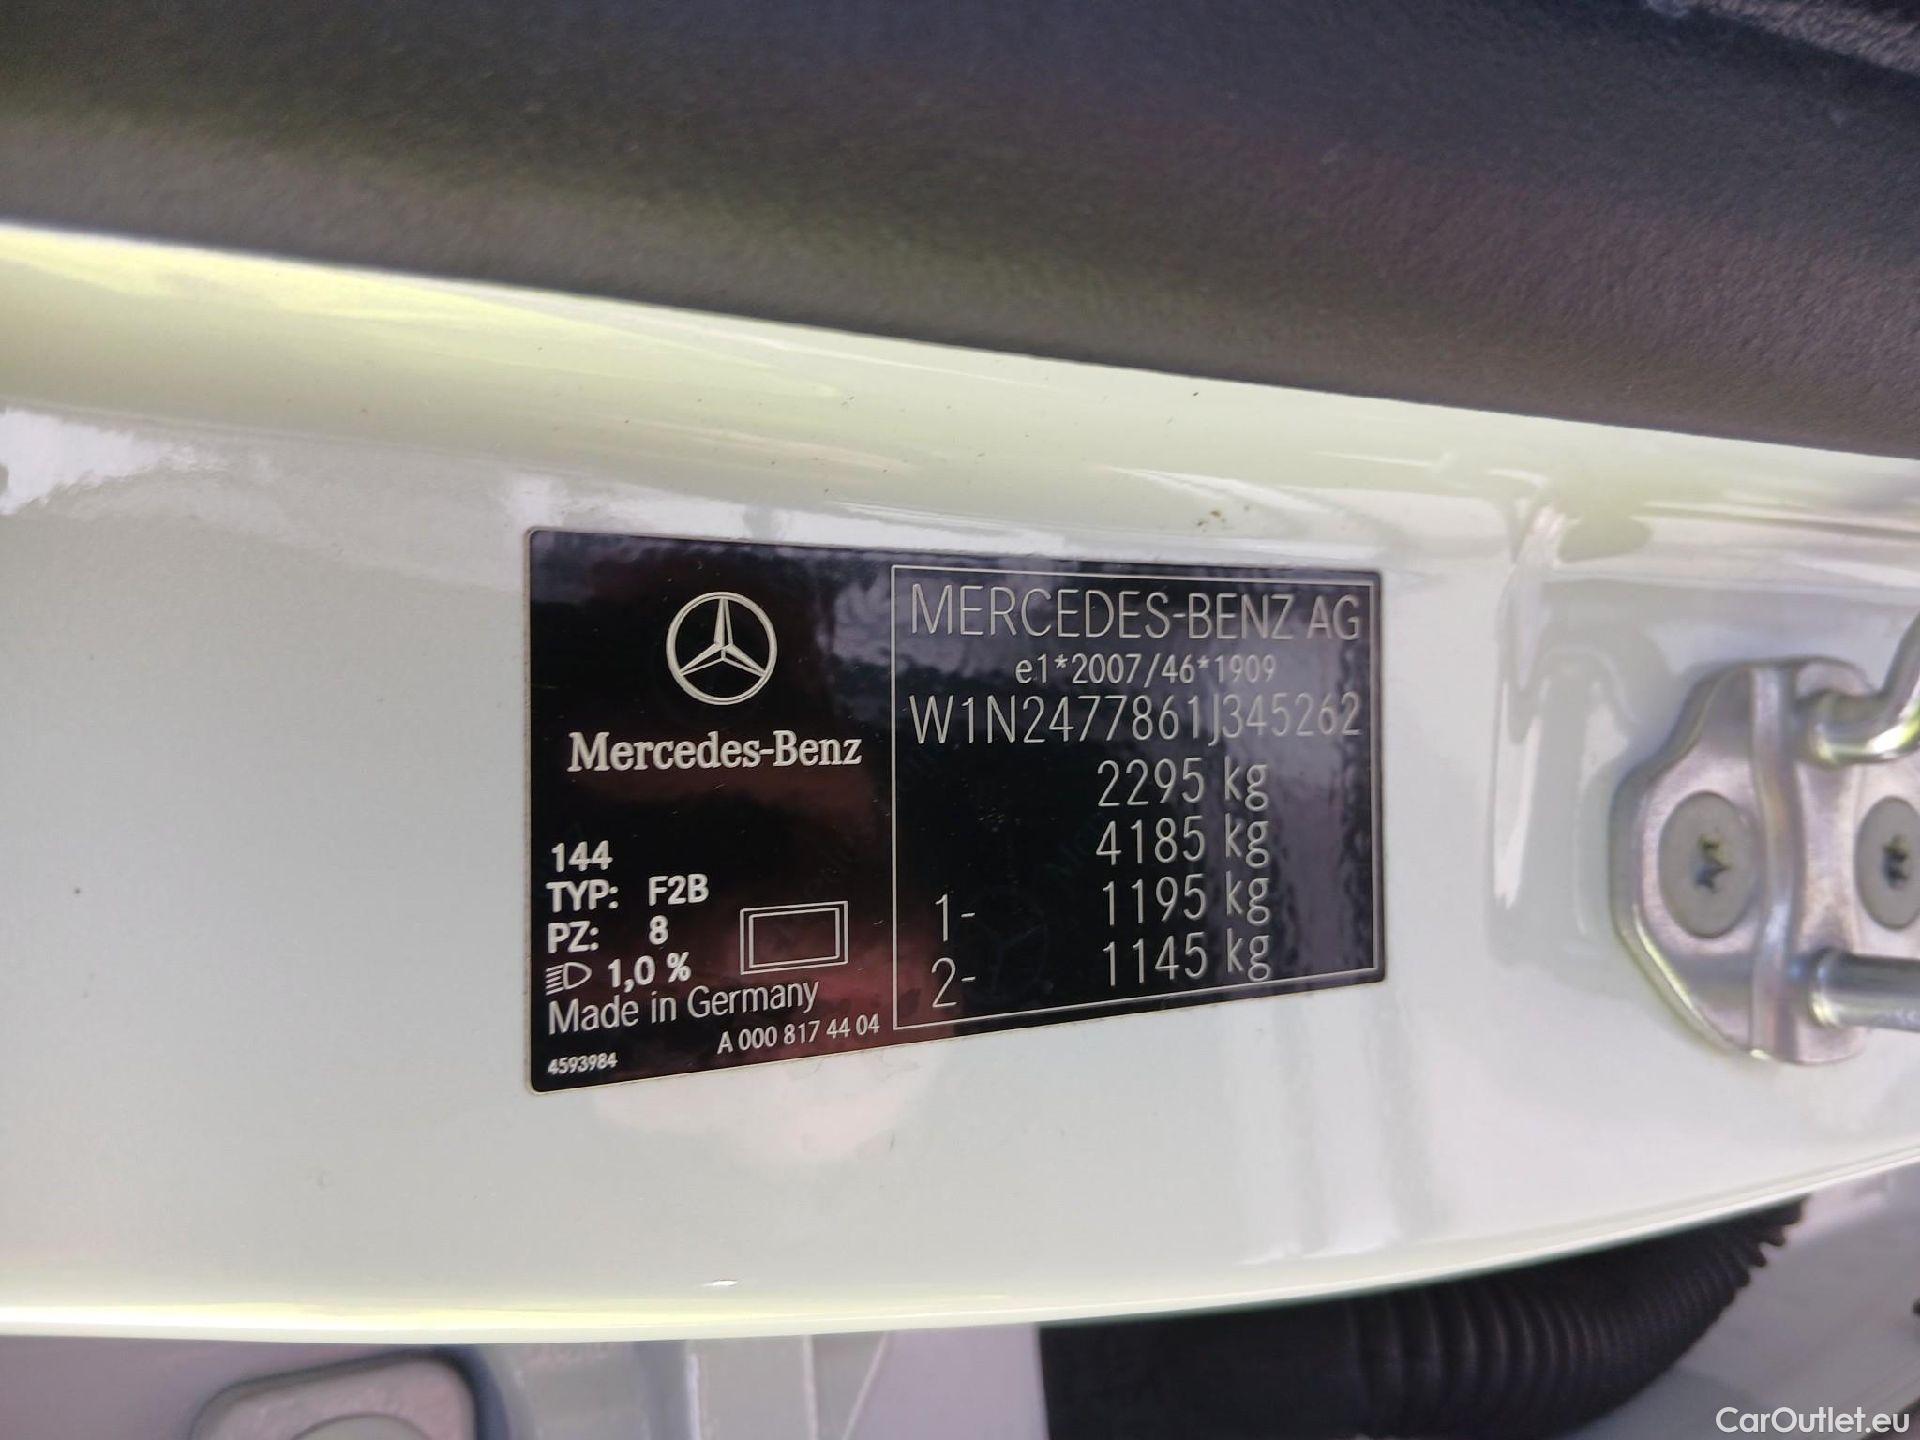 Mercedes-Benz
144
TYP: F2B
PZ: 8
1,0 %
Made in Germany
A 000 817 44 04
4593984
MERCEDES-BENZ AG
e1*2007/46*1909
W1N2477861J345262
2295 kg
4185 kg
1- 1195 kg
2- 1145 kg
CarOutlet.eu